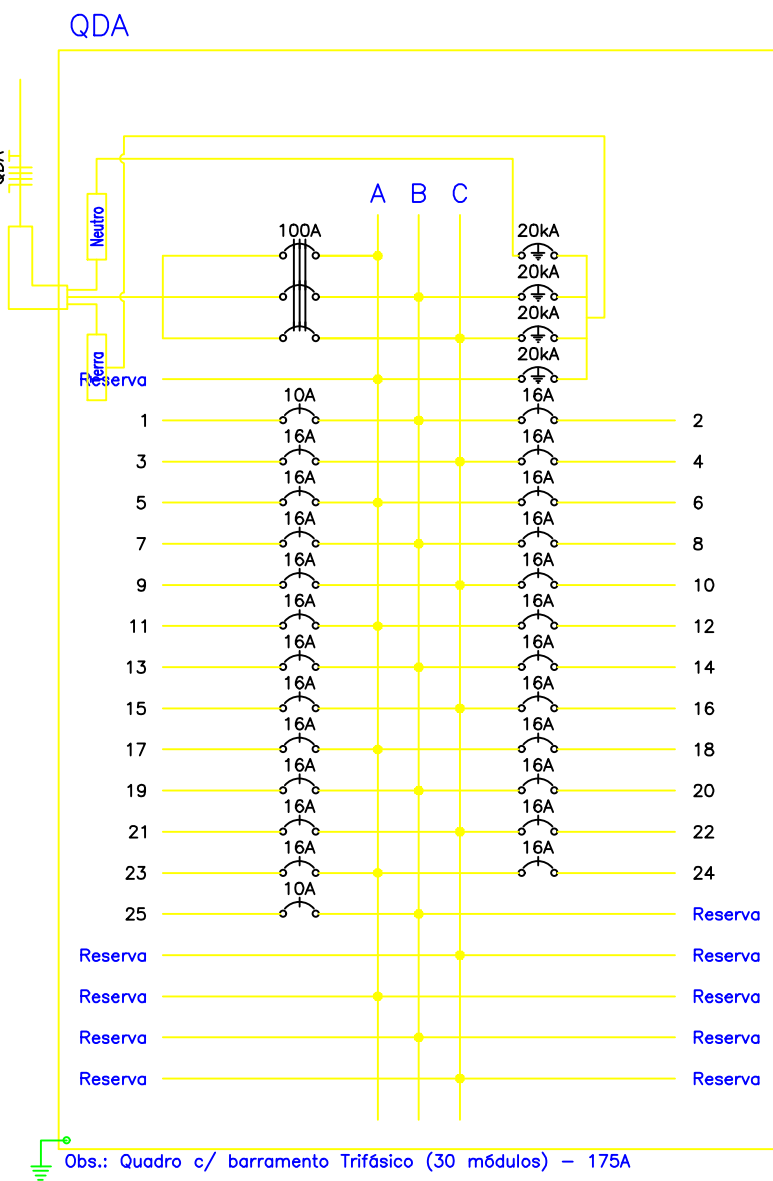 QDA
QDA
A B C
Neutro
100A 20kA
20kA
20kA
Terra
20kA
Reserva
10A 16A
1 2
16A 16A
3 4
16A 16A
5 6
16A 16A
7 8
16A 16A
9 10
16A 16A
11 12
16A 16A
13 14
16A 16A
15 16
16A 16A
17 18
16A 16A
19 20
16A 16A
21 22
16A 16A
23 24
10A
25 Reserva
Reserva Reserva
Reserva Reserva
Reserva Reserva
Reserva Reserva
Obs.: Quadro c/ barramento Trifásico (30 módulos) – 175A